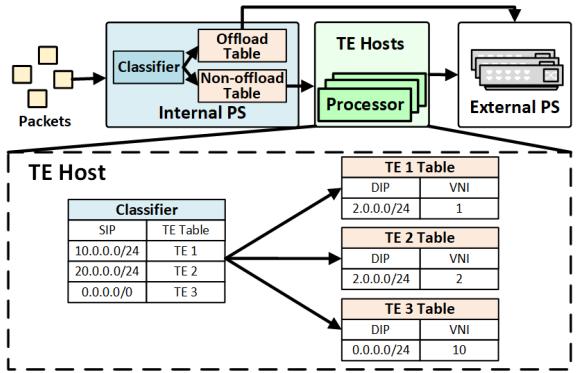 Packets
Classifier
Offload
Table
Non-offload
Table
Internal PS
TE Hosts
Processor
External PS
TE Host
Classifier
SIP TE Table
10.0.0.0/24 TE 1
20.0.0.0/24 TE 2
0.0.0.0/0 TE 3
TE 1 Table
DIP VNI
2.0.0.0/24 1
TE 2 Table
DIP VNI
2.0.0.0/24 2
TE 3 Table
DIP VNI
0.0.0.0/24 10